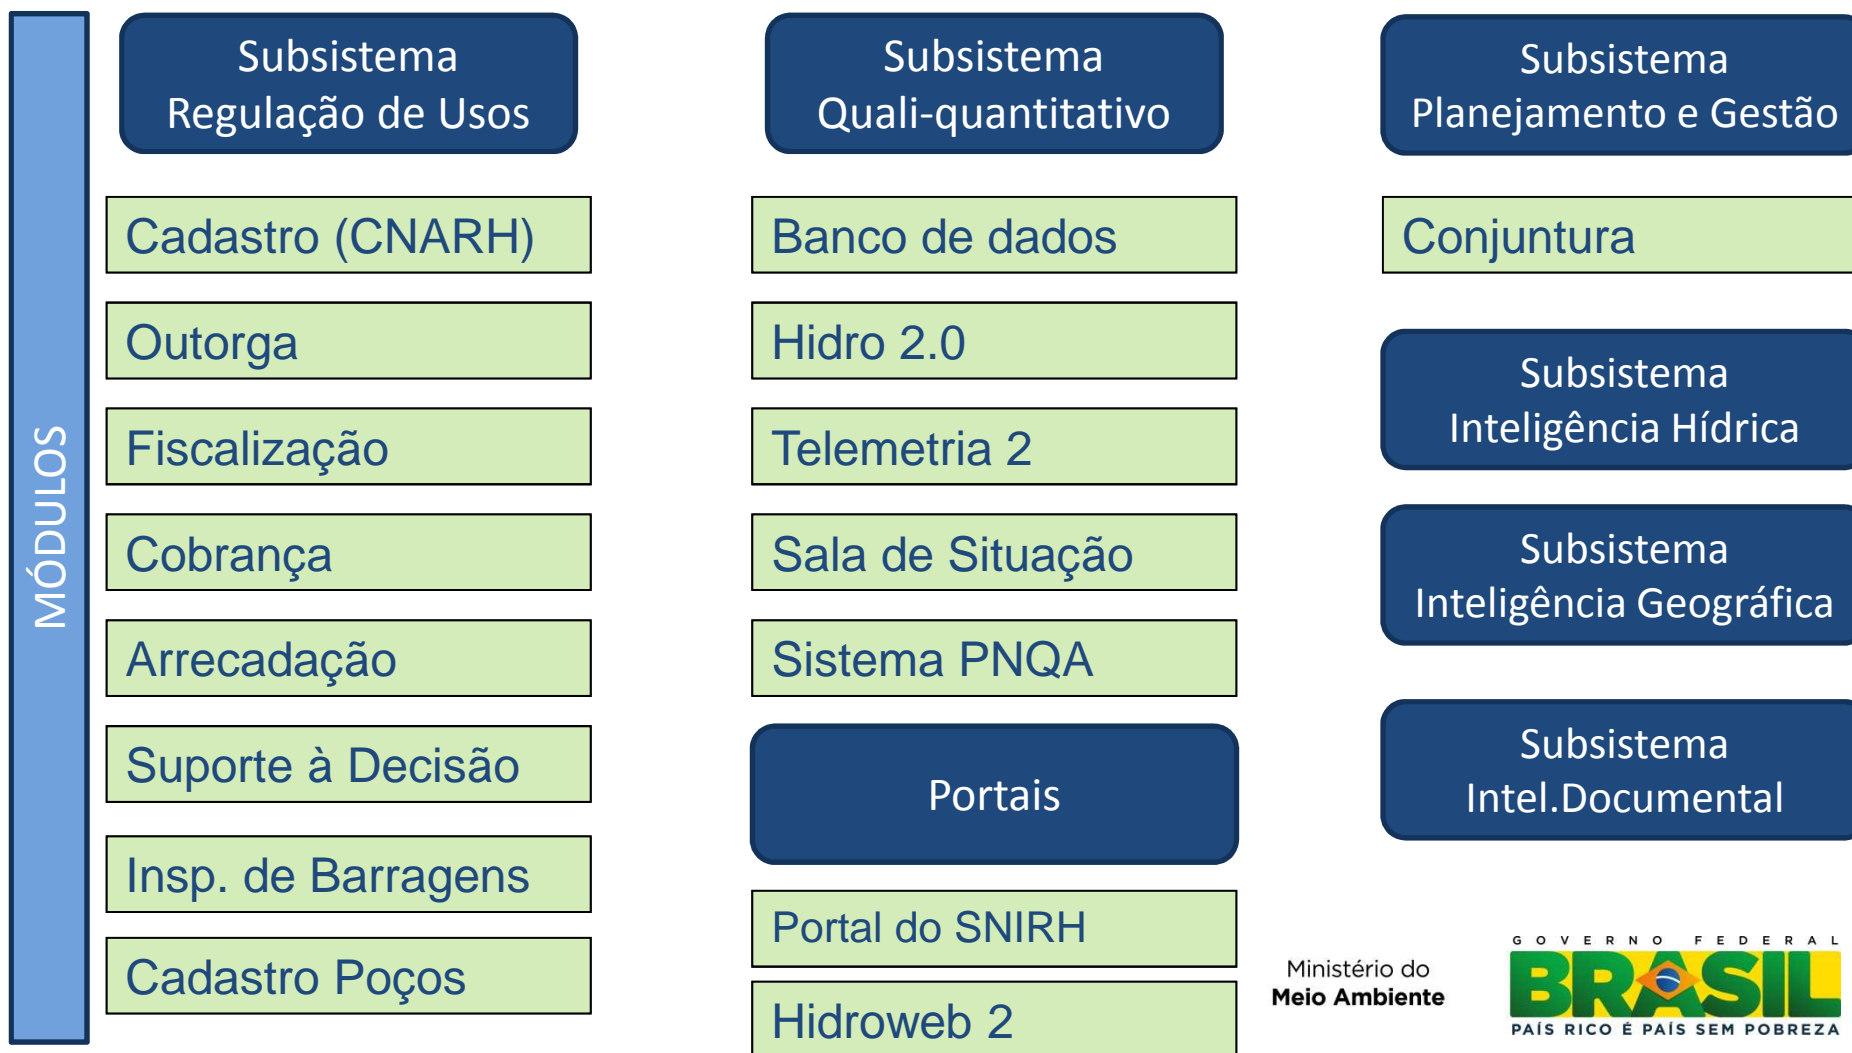 MÓDULOS
Subsistema
Regulação de Usos
Cadastro (CNARH)
Outorga
Fiscalização
Cobrança
Arrecadação
Suporte à Decisão
Insp. de Barragens
Cadastro Poços
Subsistema
Quali-quantitativo
Banco de dados
Hidro 2.0
Telemetria 2
Sala de Situação
Sistema PNQA
Portais
Portal do SNIRH
Hidroweb 2
Subsistema
Planejamento e Gestão
Conjuntura
Subsistema
Inteligência Hídrica
Subsistema
Inteligência Geográfica
Subsistema
Intel.Documental
Ministério do
Meio Ambiente
GOVERNO FEDERAL
BRASIL
PAÍS RICO É PAÍS SEM POBREZA